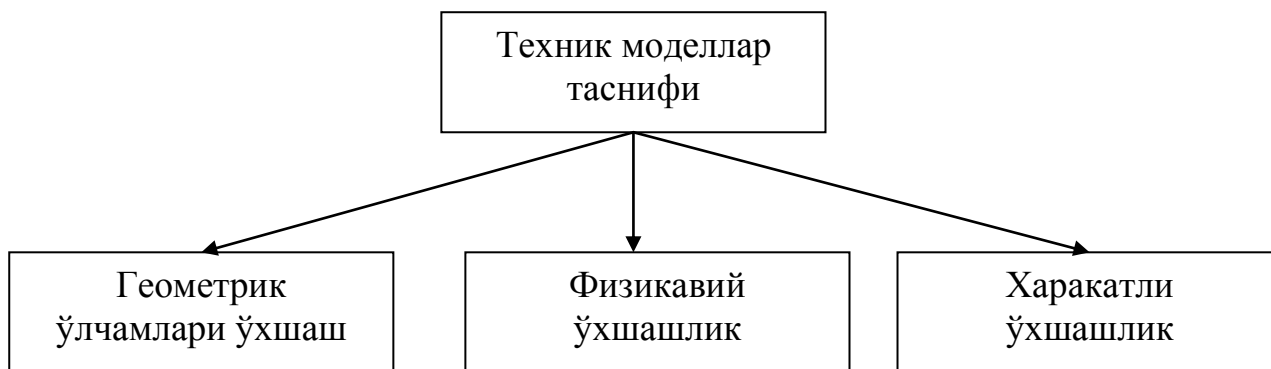 Техник моделлар
таснифи
Геометрик
ўлчамлари ўхшаш
Физикавий
ўхшашлик
Харакатли
ўхшашлик